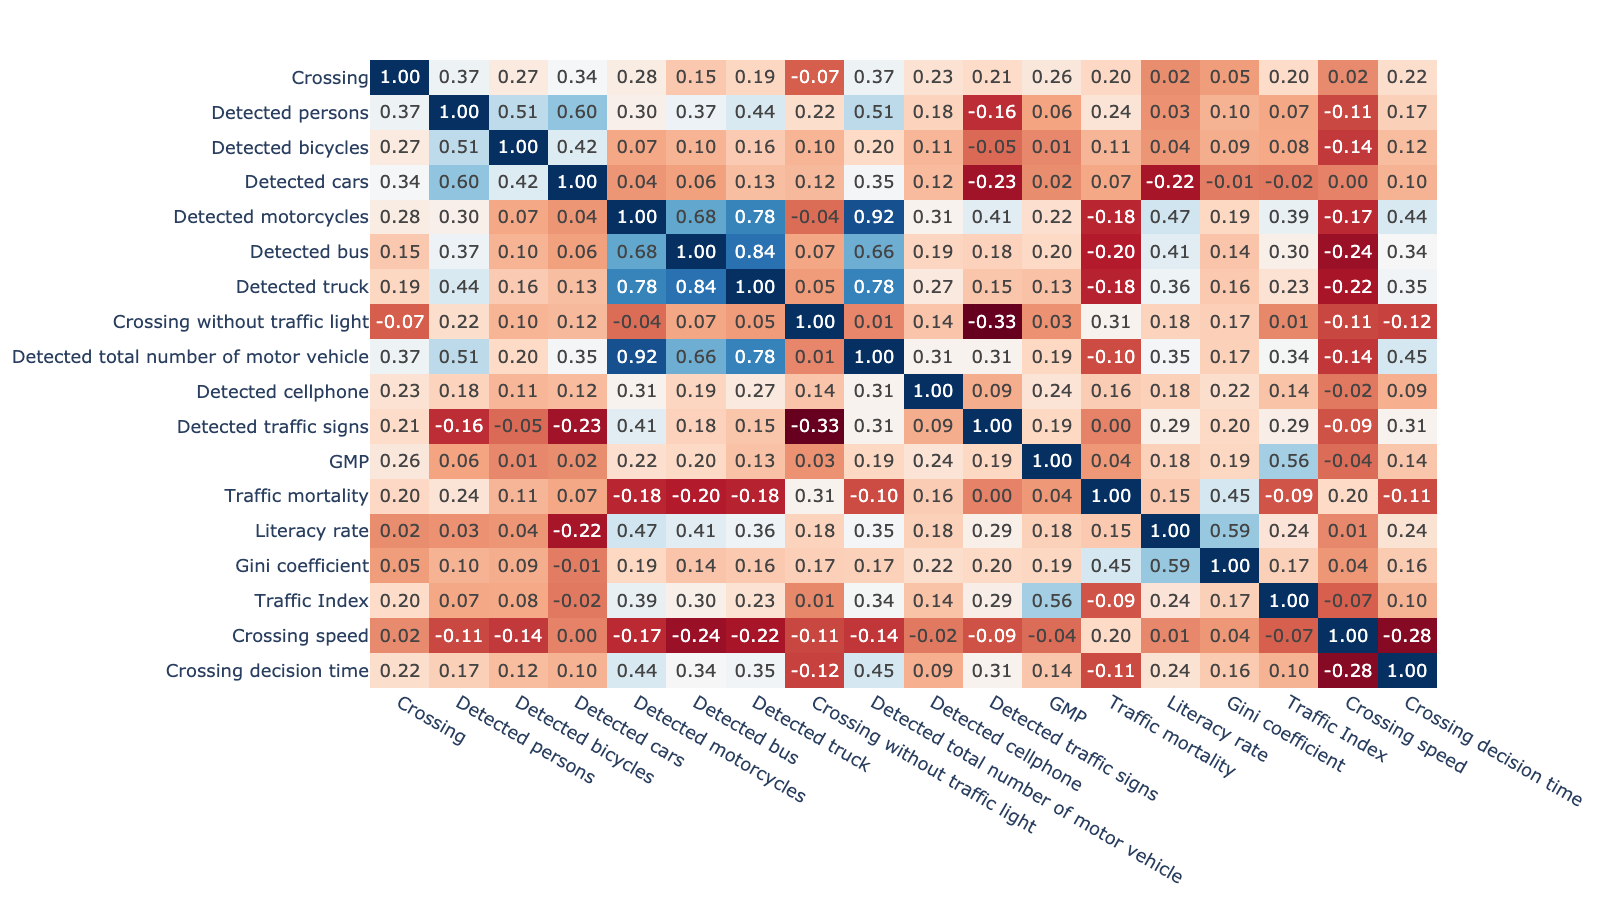 Crossing 1.00 0.37 0.27 0.34 0.28 0.15 0.19 -0.07 0.37 0.23 0.21 0.26 0.20 0.02 0.05 0.20 0.02 0.22
Detected persons 0.37 1.00 0.51 0.60 0.30 0.37 0.44 0.22 0.51 0.18 -0.16 0.06 0.24 0.03 0.10 0.07 -0.11 0.17
Detected bicycles 0.27 0.51 1.00 0.42 0.07 0.10 0.16 0.10 0.20 0.11 -0.05 0.01 0.11 0.04 0.09 0.08 -0.14 0.12
Detected cars 0.34 0.60 0.42 1.00 0.04 0.06 0.13 0.12 0.35 0.12 -0.23 0.02 0.07 -0.22 -0.01 -0.02 0.00 0.10
Detected motorcycles 0.28 0.30 0.07 0.04 1.00 0.68 0.78 -0.04 0.92 0.31 0.41 0.22 -0.18 0.47 0.19 0.39 -0.17 0.44
Detected bus 0.15 0.37 0.10 0.06 0.68 1.00 0.84 0.07 0.66 0.19 0.18 0.20 -0.20 0.41 0.14 0.30 -0.24 0.34
Detected truck 0.19 0.44 0.16 0.13 0.78 0.84 1.00 0.05 0.78 0.27 0.15 0.13 -0.18 0.36 0.16 0.23 -0.22 0.35
Crossing without traffic light -0.07 0.22 0.10 0.12 -0.04 0.07 0.05 1.00 0.01 0.14 -0.33 0.03 0.31 0.18 0.17 0.01 -0.11 -0.12
Detected total number of motor vehicle 0.37 0.51 0.20 0.35 0.92 0.66 0.78 0.01 1.00 0.31 0.31 0.19 -0.10 0.35 0.17 0.34 -0.14 0.45
Detected cellphone 0.23 0.18 0.11 0.12 0.31 0.19 0.27 0.14 0.31 1.00 0.09 0.24 0.16 0.18 0.22 0.14 -0.02 0.09
Detected traffic signs 0.21 -0.16 -0.05 -0.23 0.41 0.18 0.15 -0.33 0.31 0.09 1.00 0.19 0.00 0.29 0.20 0.29 -0.09 0.31
GMP 0.26 0.06 0.01 0.02 0.22 0.20 0.13 0.03 0.19 0.24 0.19 1.00 0.04 0.18 0.19 0.56 -0.04 0.14
Traffic mortality 0.20 0.24 0.11 0.07 -0.18 -0.20 -0.18 0.31 -0.10 0.16 0.00 0.04 1.00 0.15 0.45 -0.09 0.20 -0.11
Literacy rate 0.02 0.03 0.04 -0.22 0.47 0.41 0.36 0.18 0.35 0.18 0.29 0.18 0.15 1.00 0.59 0.24 0.01 0.24
Gini coefficient 0.05 0.10 0.09 -0.01 0.19 0.14 0.16 0.17 0.17 0.22 0.20 0.19 0.45 0.59 1.00 0.17 0.04 0.16
Traffic Index 0.20 0.07 0.08 -0.02 0.39 0.30 0.23 0.01 0.34 0.14 0.29 0.56 -0.09 0.24 0.17 1.00 -0.07 0.10
Crossing speed 0.02 -0.11 -0.14 0.00 -0.17 -0.24 -0.22 -0.11 -0.14 -0.02 -0.09 -0.04 0.20 0.01 0.04 -0.07 1.00 -0.28
Crossing decision time 0.22 0.17 0.12 0.10 0.44 0.34 0.35 -0.12 0.45 0.09 0.31 0.14 -0.11 0.24 0.16 0.10 -0.28 1.00
Crossing
Detected persons
Detected bicycles
Detected cars
Detected motorcycles
Detected bus
Detected truck
Crossing without traffic light
Detected total number of motor vehicle
Detected cellphone
Detected traffic signs
GMP
Traffic mortality
Literacy rate
Gini coefficient
Traffic Index
Crossing speed
Crossing decision time